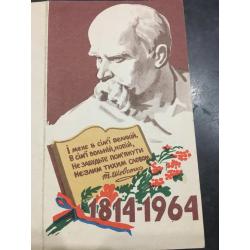 І мене в сім'ї великій,
В сім'ї вольній, новій,
Не забудьте пом'янути
Незлим тихим словом
Т. Шевченко
1814-1964